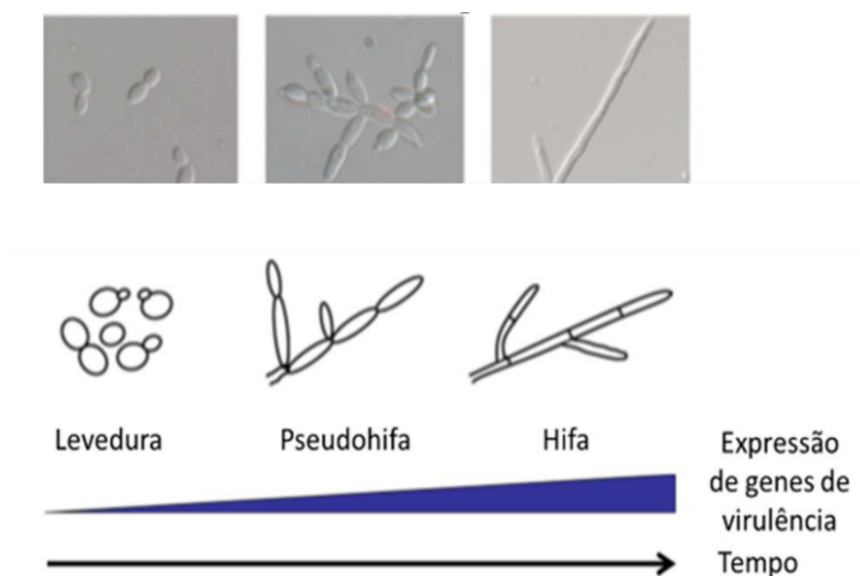 Levedura
Pseudohifa
Hifa
Expressão
de genes de
virulência
Tempo